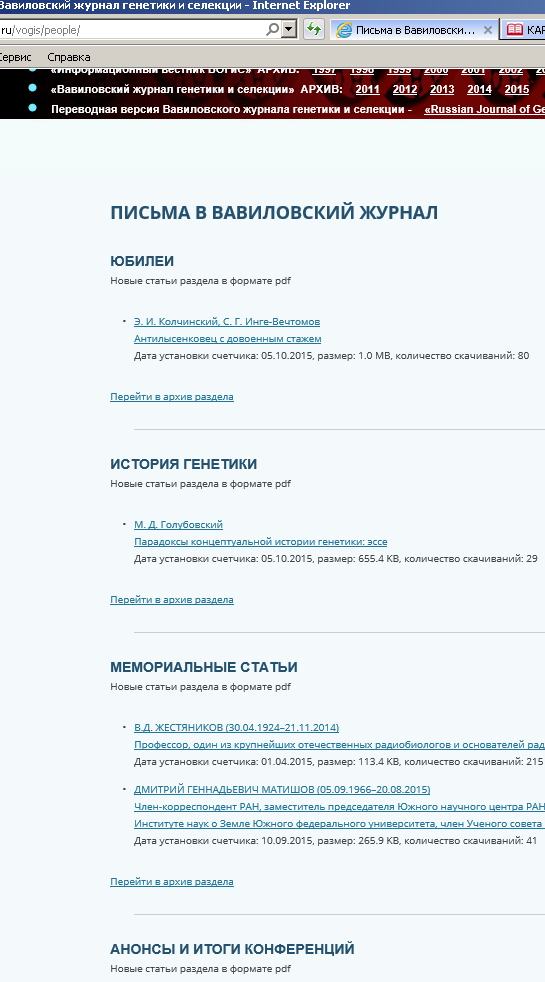 Вавиловский журнал генетики и селекции - Internet Explorer
ru/vogis/people/
Письма в Вавиловски...
КАР
Сервис Справка
«Информационный вестник ВОГиС» АРХИВ: 1997 1998 1999 2000 2001 2002
«Вавиловский журнал генетики и селекции» АРХИВ: 2011 2012 2013 2014 2015
Переводная версия Вавиловского журнала генетики и селекции - «Russian Journal of Ge
ПИСЬМА В ВАВИЛОВСКИЙ ЖУРНАЛ
ЮБИЛЕИ
Новые статьи раздела в формате pdf
• Э. И. Колчинский, С. Г. Инге-Вечтомов
Антилысенковец с довоенным стажем
Дата установки счетчика: 05.10.2015, размер: 1.0 MB, количество скачиваний: 80
Перейти в архив раздела
ИСТОРИЯ ГЕНЕТИКИ
Новые статьи раздела в формате pdf
• М. Д. Голубовский
Парадоксы концептуальной истории генетики: эссе
Дата установки счетчика: 05.10.2015, размер: 655.4 KB, количество скачиваний: 29
Перейти в архив раздела
МЕМОРИАЛЬНЫЕ СТАТЬИ
Новые статьи раздела в формате pdf
• В.Д. ЖЕСТЯНИКОВ (30.04.1924–21.11.2014)
Профессор, один из крупнейших отечественных радиобиологов и основателей рад
Дата установки счетчика: 01.04.2015, размер: 113.4 KB, количество скачиваний: 215
• ДМИТРИЙ ГЕННАДЬЕВИЧ МАТИШОВ (05.09.1966–20.08.2015)
Член-корреспондент РАН, заместитель председателя Южного научного центра РАН
Институте наук о Земле Южного федерального университета, член Ученого совета
Дата установки счетчика: 10.09.2015, размер: 265.9 KB, количество скачиваний: 41
Перейти в архив раздела
АНОНСЫ И ИТОГИ КОНФЕРЕНЦИЙ
Новые статьи раздела в формате pdf